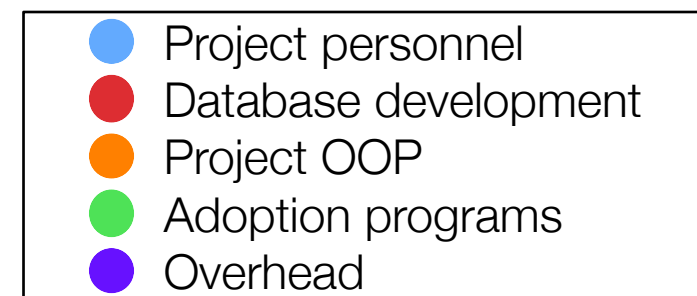 Project personnel
Database development
Project OOP
Adoption programs
Overhead